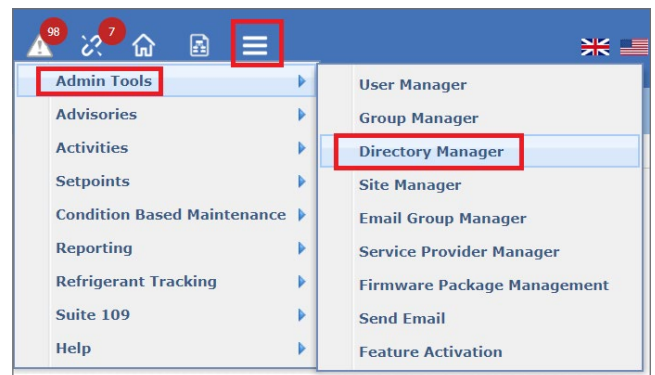 98
7
Admin Tools
Advisories
Activities
Setpoints
Condition Based Maintenance
Reporting
Refrigerant Tracking
Suite 109
Help
User Manager
Group Manager
Directory Manager
Site Manager
Email Group Manager
Service Provider Manager
Firmware Package Management
Send Email
Feature Activation